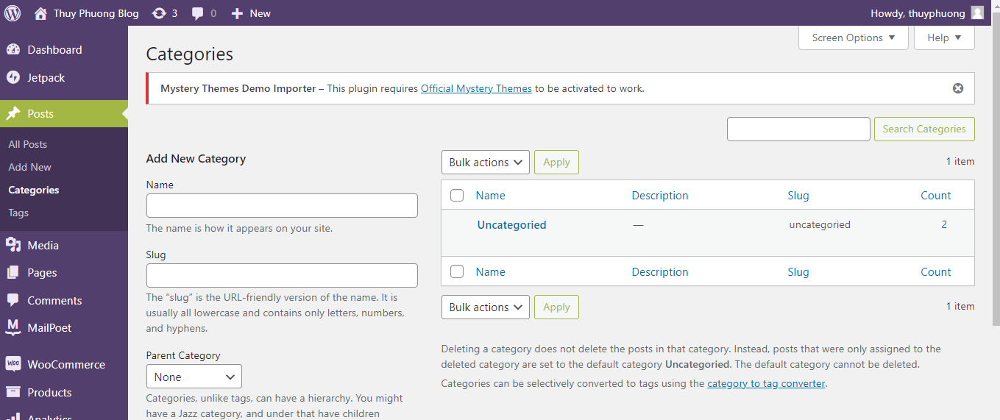 Thuy Phuong Blog 3 0 New Howdy, thuyphuong
Screen Options Help
Dashboard
Jetpack
Posts
All Posts
Add New
Categories
Tags
Media
Pages
Comments
MailPoet
WooCommerce
Products
Analytics
Categories
Mystery Themes Demo Importer – This plugin requires Official Mystery Themes to be activated to work.
Search Categories
Add New Category
Name
The name is how it appears on your site.
Slug
The “slug” is the URL-friendly version of the name. It is
usually all lowercase and contains only letters, numbers,
and hyphens.
Parent Category
None
Categories, unlike tags, can have a hierarchy. You might
have a Jazz category, and under that have children
Bulk actions Apply 1 item
Name Description Slug Count
Uncategoried — uncategoried 2
Name Description Slug Count
Bulk actions Apply 1 item
Deleting a category does not delete the posts in that category. Instead, posts that were only assigned to the
deleted category are set to the default category Uncategoried. The default category cannot be deleted.
Categories can be selectively converted to tags using the category to tag converter.